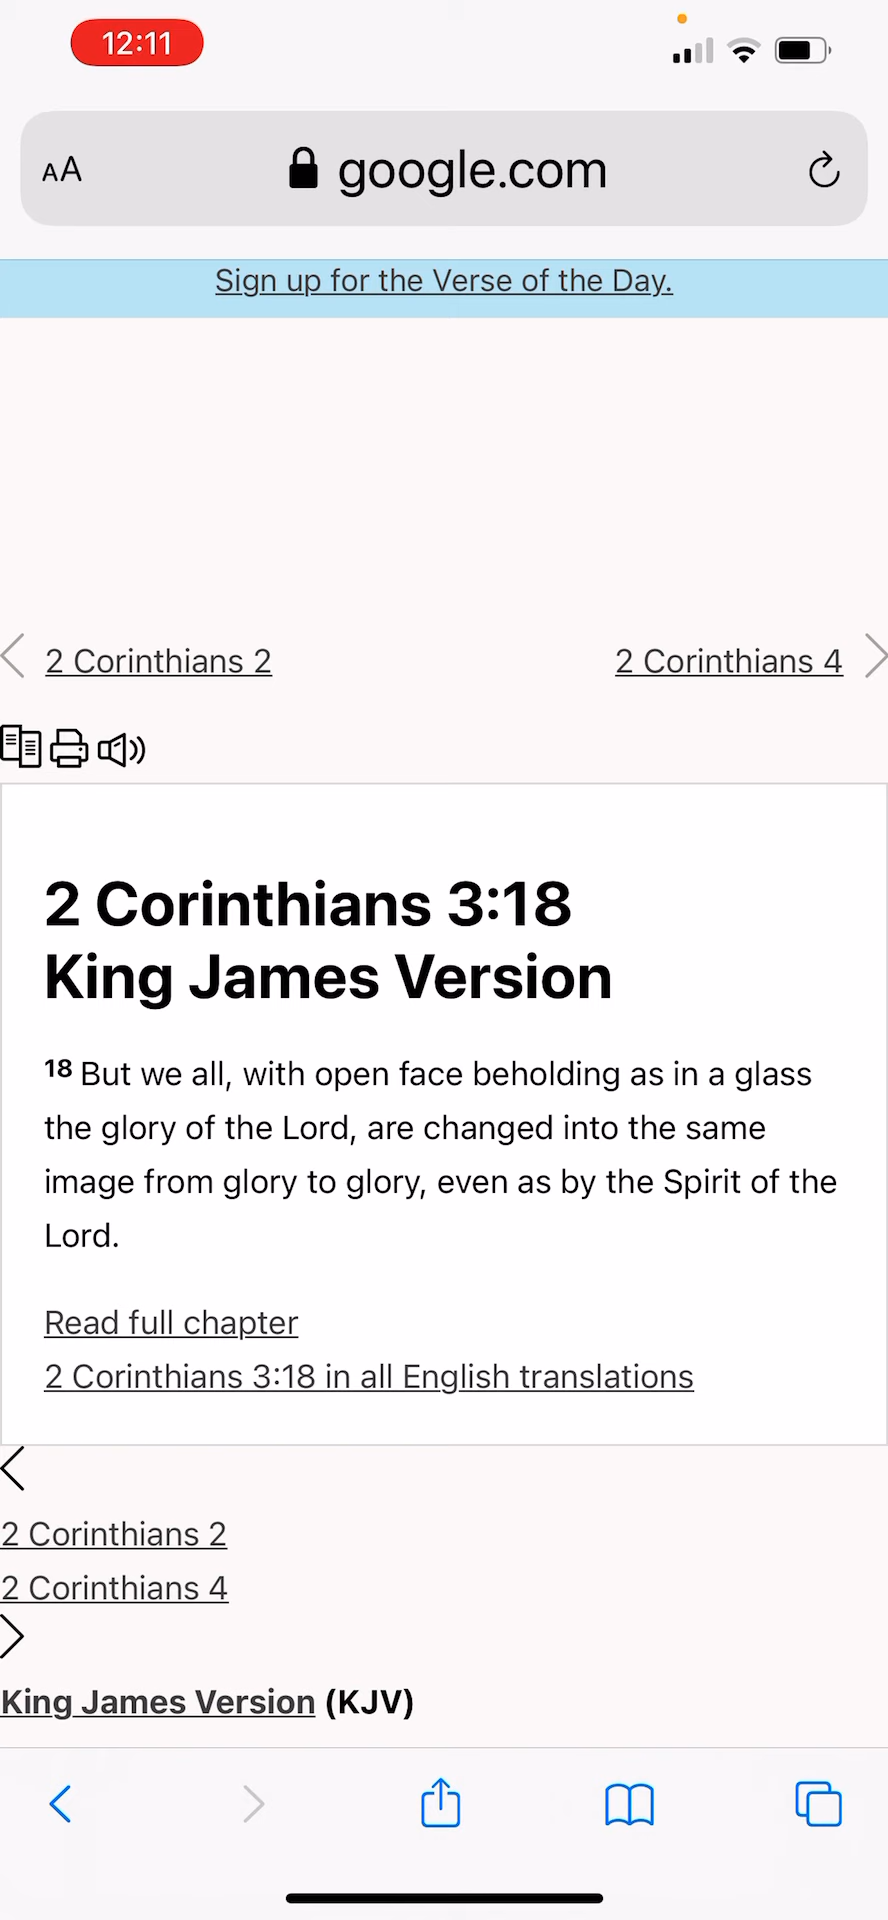 12:11
AA google.com
Sign up for the Verse of the Day.
2 Corinthians 2 2 Corinthians 4
2 Corinthians 3:18
King James Version
18 But we all, with open face beholding as in a glass
the glory of the Lord, are changed into the same
image from glory to glory, even as by the Spirit of the
Lord.
Read full chapter
2 Corinthians 3:18 in all English translations
2 Corinthians 2
2 Corinthians 4
King James Version (KJV)